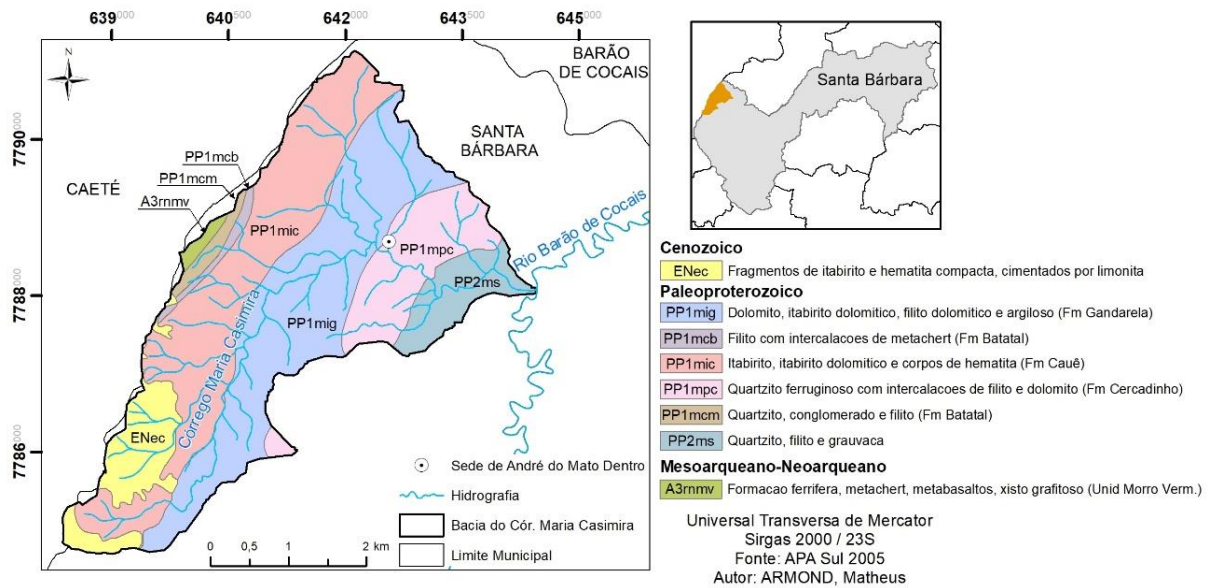 639000 640500 642000 643500 645000
7790000
7788000
7786000
N
BARÃO
DE COCAIS
SANTA
BÁRBARA
CAETÉ
PP1mcb
PP1mcm
A3rnmv
PP1mic
PP1mpc
PP2ms
PP1mig
ENec
Rio Barão de Cocais
Córrego Maria Casimira
Sede de André do Mato Dentro
Hidrografia
Bacia do Cór. Maria Casimira
Limite Municipal
0 0,5 1 2 km
Santa Bárbara
Cenozoico
ENec Fragmentos de itabirito e hematita compacta, cimentados por limonita
Paleoproterozoico
PP1mig Dolomito, itabirito dolomitico, filito dolomitico e argiloso (Fm Gandarela)
PP1mcb Filito com intercalacoes de metachert (Fm Batatal)
PP1mic Itabirito, itabirito dolomitico e corpos de hematita (Fm Cauê)
PP1mpc Quartzito ferruginoso com intercalacoes de filito e dolomito (Fm Cercadinho)
PP1mcm Quartzito, conglomerado e filito (Fm Batatal)
PP2ms Quartzito, filito e grauvaca
Mesoarqueano-Neoarqueano
A3rnmv Formacao ferrifera, metachert, metabasaltos, xisto grafitoso (Unid Morro Verm.)
Universal Transversa de Mercator
Sirgas 2000 / 23S
Fonte: APA Sul 2005
Autor: ARMOND, Matheus